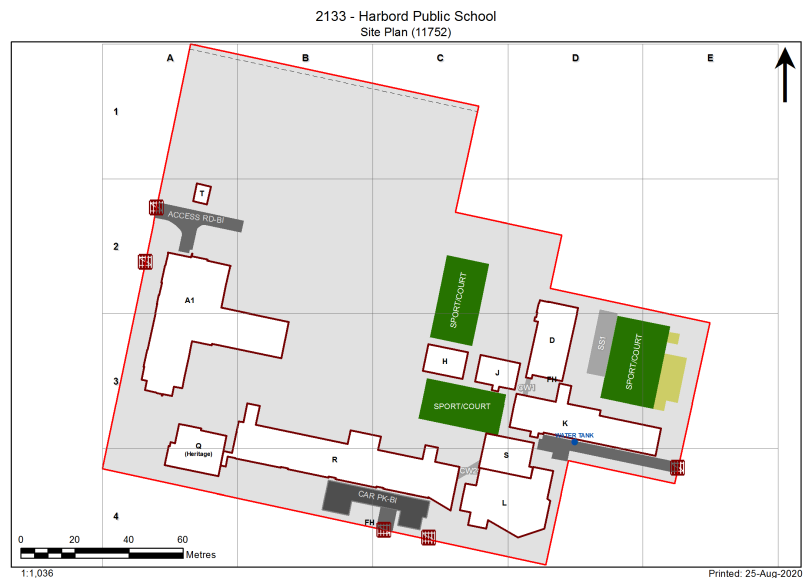 2133 - Harbord Public School
Site Plan (11752)
A B C D E
1
T
ACCESS RD-BI
2
A1
SPORT/COURT
D
SS1
SPORT/COURT
H
J
3
FH
CW1
SPORT/COURT
K
WATER TANK
Q
(Heritage)
R
S
CW2
L
CAR PK-BI
4
FH
0 20 40 60
Metres
1:1,036
Printed: 25-Aug-2020